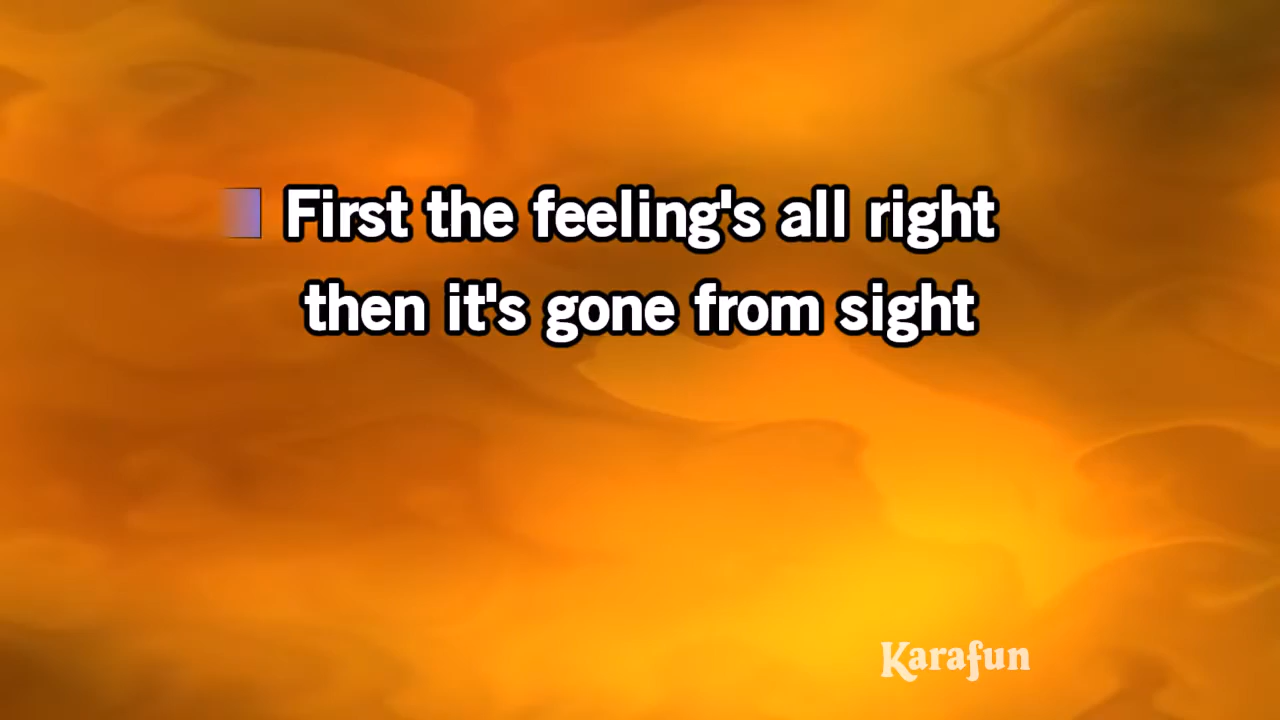 First the feeling's all right
then it's gone from sight
Karafun